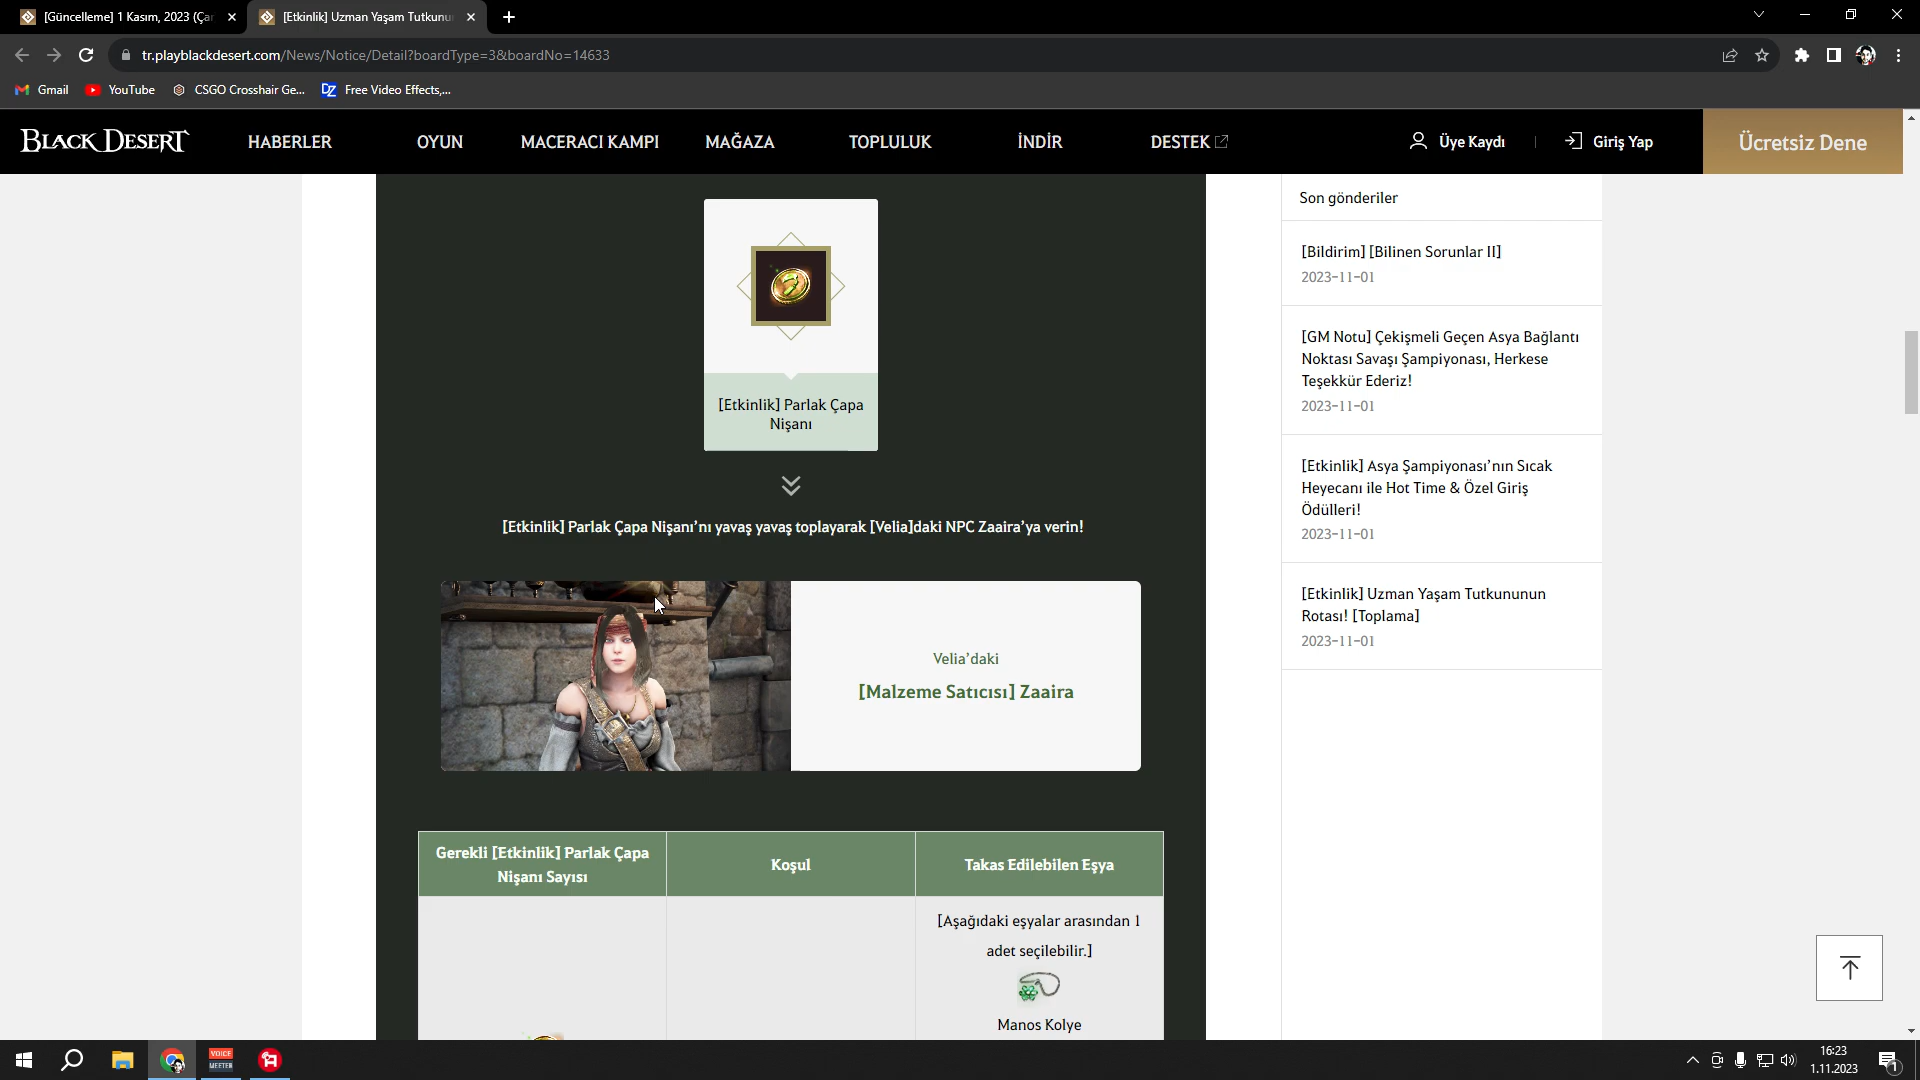 [Güncelleme] 1 Kasım, 2023 (Ça
[Etkinlik] Uzman Yaşam Tutkunu
tr.playblackdesert.com/News/Notice/Detail?boardType=3&boardNo=14633
Gmail
YouTube
CSGO Crosshair Ge...
DZ
Free Video Effects,...
BLACK DESERT
HABERLER
OYUN
MACERACI KAMPI
MAĞAZA
TOPLULUK
İNDİR
DESTEK
Üye Kaydı
Giriş Yap
Ücretsiz Dene
[Etkinlik] Parlak Çapa
Nişanı
[Etkinlik] Parlak Çapa Nişanı’nı yavaş yavaş toplayarak [Velia]daki NPC Zaaira’ya verin!
Velia’daki
[Malzeme Satıcısı] Zaaira
Gerekli [Etkinlik] Parlak Çapa
Nişanı Sayısı
Koşul
Takas Edilebilen Eşya
[Aşağıdaki eşyalar arasından 1
adet seçilebilir.]
Manos Kolye
Son gönderiler
[Bildirim] [Bilinen Sorunlar II]
2023-11-01
[GM Notu] Çekişmeli Geçen Asya Bağlantı
Noktası Savaşı Şampiyonası, Herkese
Teşekkür Ederiz!
2023-11-01
[Etkinlik] Asya Şampiyonası’nın Sıcak
Heyecanı ile Hot Time & Özel Giriş
Ödülleri!
2023-11-01
[Etkinlik] Uzman Yaşam Tutkununun
Rotası! [Toplama]
2023-11-01
VOICE
MEETER
16:23
1.11.2023
1